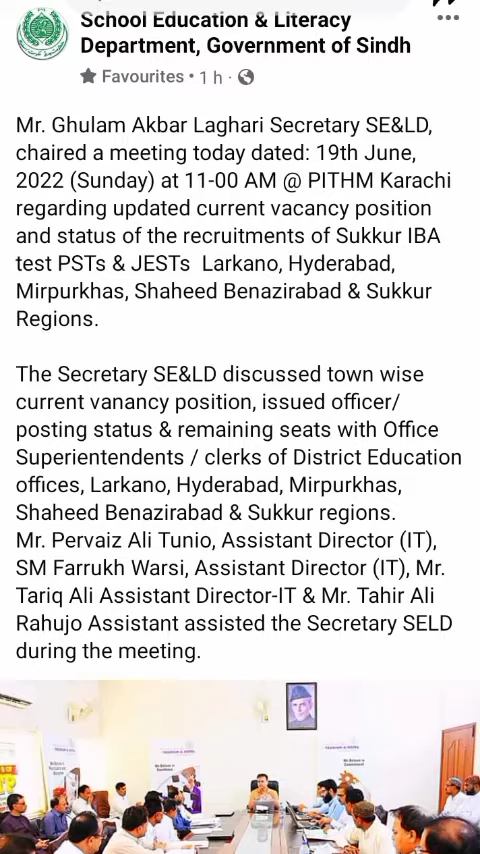 School Education & Literacy
Department, Government of Sindh
Favourites • 1 h ·
Mr. Ghulam Akbar Laghari Secretary SE&LD,
chaired a meeting today dated: 19th June,
2022 (Sunday) at 11-00 AM @ PITHM Karachi
regarding updated current vacancy position
and status of the recruitments of Sukkur IBA
test PSTs & JESTs Larkano, Hyderabad,
Mirpurkhas, Shaheed Benazirabad & Sukkur
Regions.
The Secretary SE&LD discussed town wise
current vanancy position, issued officer/
posting status & remaining seats with Office
Superientendents / clerks of District Education
offices, Larkano, Hyderabad, Mirpurkhas,
Shaheed Benazirabad & Sukkur regions.
Mr. Pervaiz Ali Tunio, Assistant Director (IT),
SM Farrukh Warsi, Assistant Director (IT), Mr.
Tariq Ali Assistant Director-IT & Mr. Tahir Ali
Rahujo Assistant assisted the Secretary SELD
during the meeting.